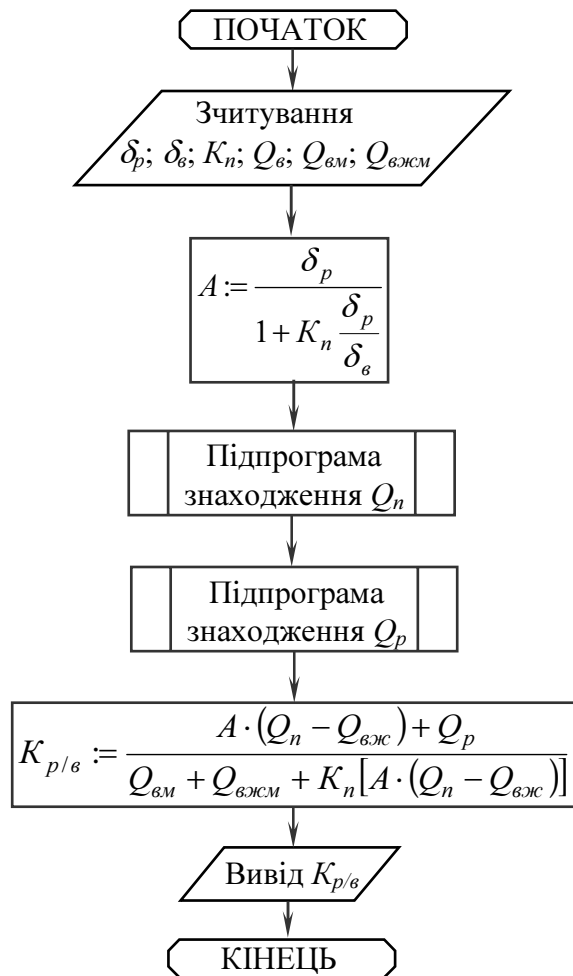 ПОЧАТОК
Зчитування
δр; δв; Kп; Qв; Qвм; Qвжм
A := δр / (1 + Kп δр/δв)
Підпрограма
знаходження Qп
Підпрограма
знаходження Qр
Kр/в := (A·(Qп − Qвж) + Qр) / (Qвм + Qвжм + Kп[A·(Qп − Qвж)])
Вивід Kр/в
КІНЕЦЬ